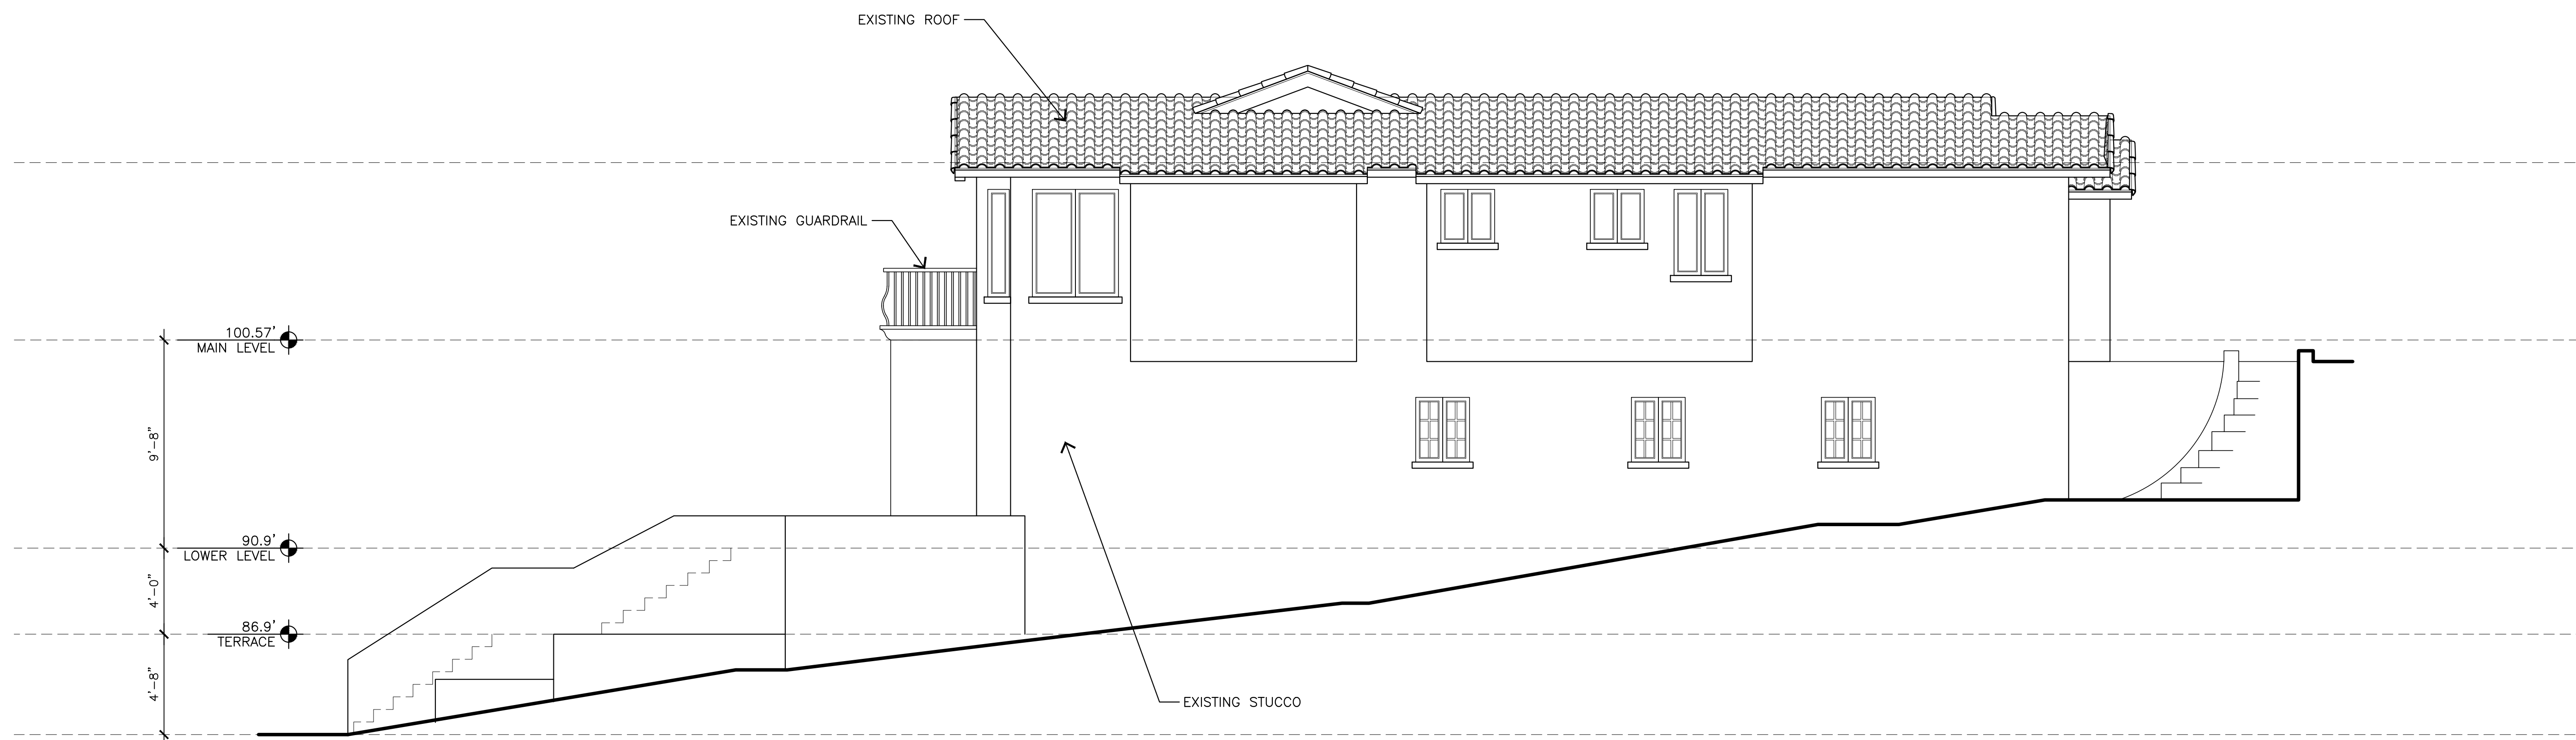 EXISTING ROOF
EXISTING GUARDRAIL
100.57'
MAIN LEVEL
9'-8"
90.9'
LOWER LEVEL
4'-0"
86.9'
TERRACE
4'-8"
EXISTING STUCCO